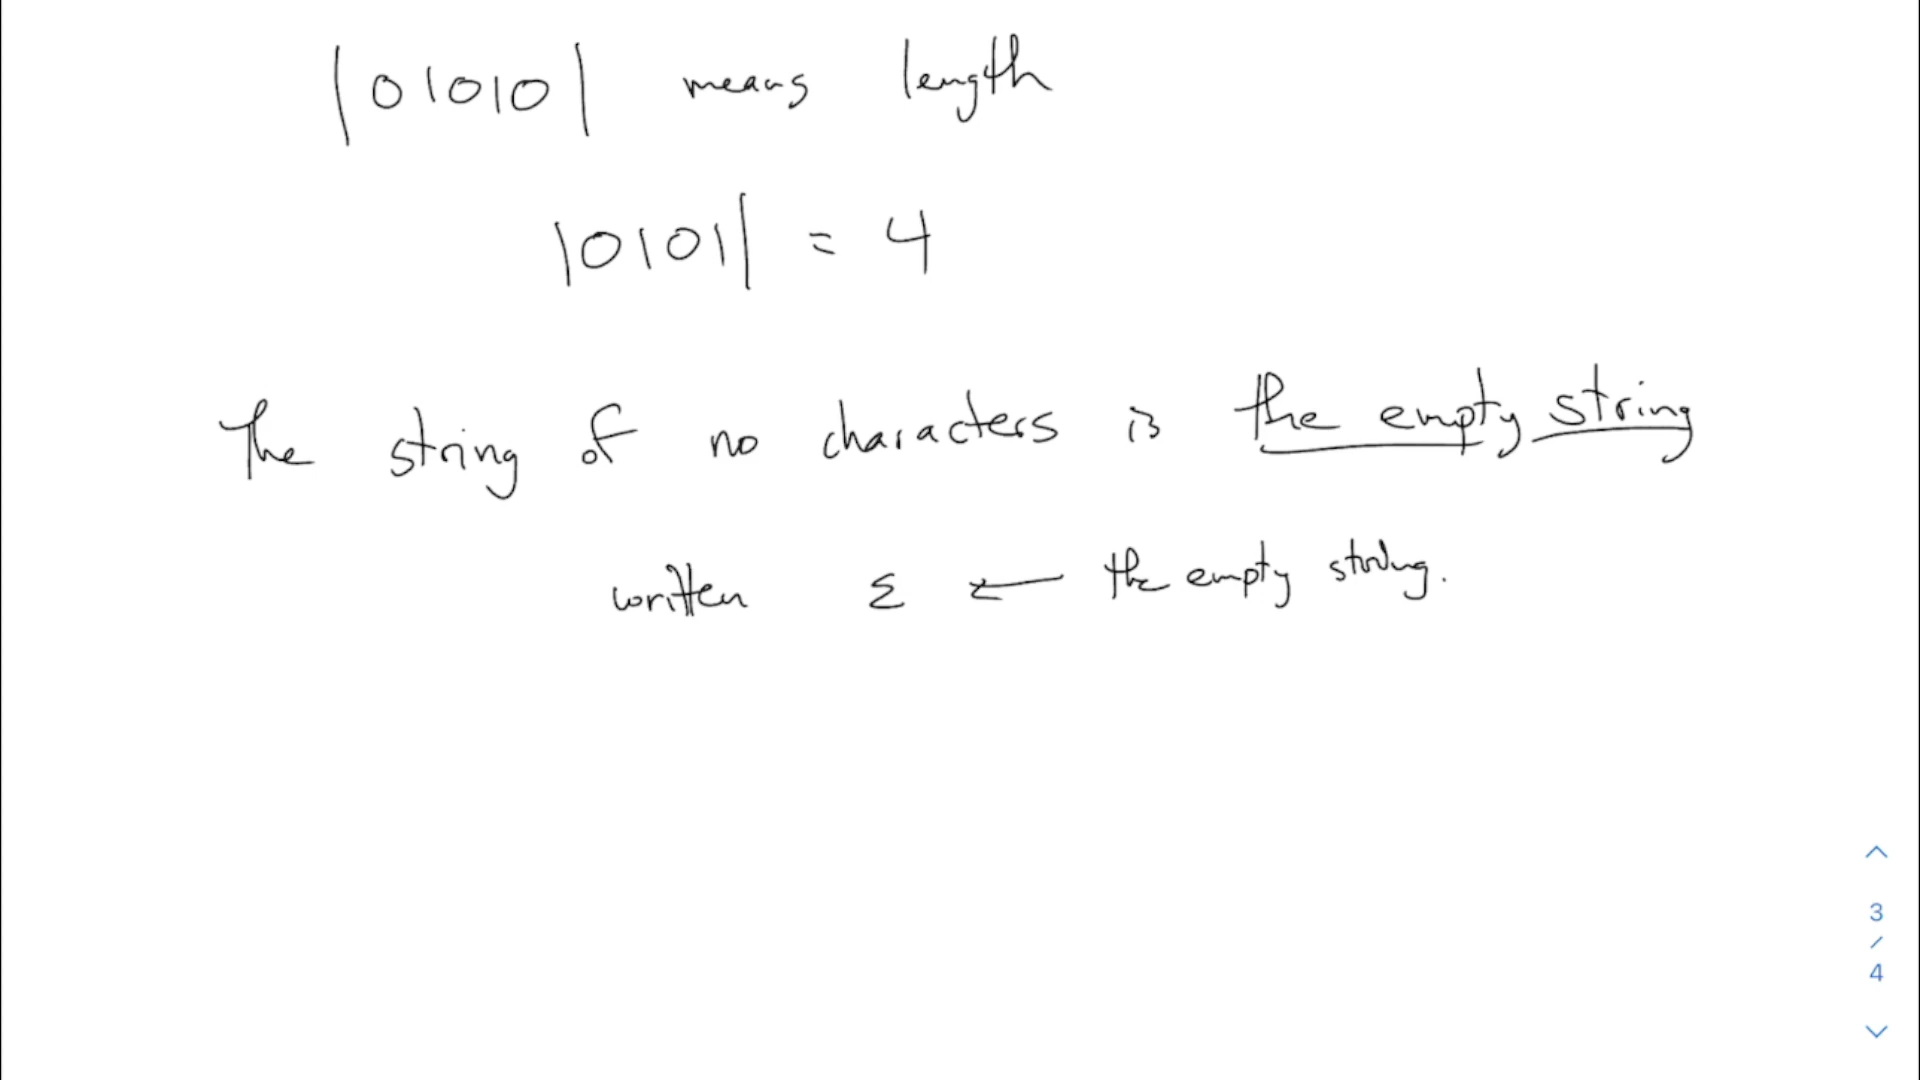 |01010| means length
|0101| = 4
The string of no characters is the empty string
written Σ ← the empty string.
3
/
4